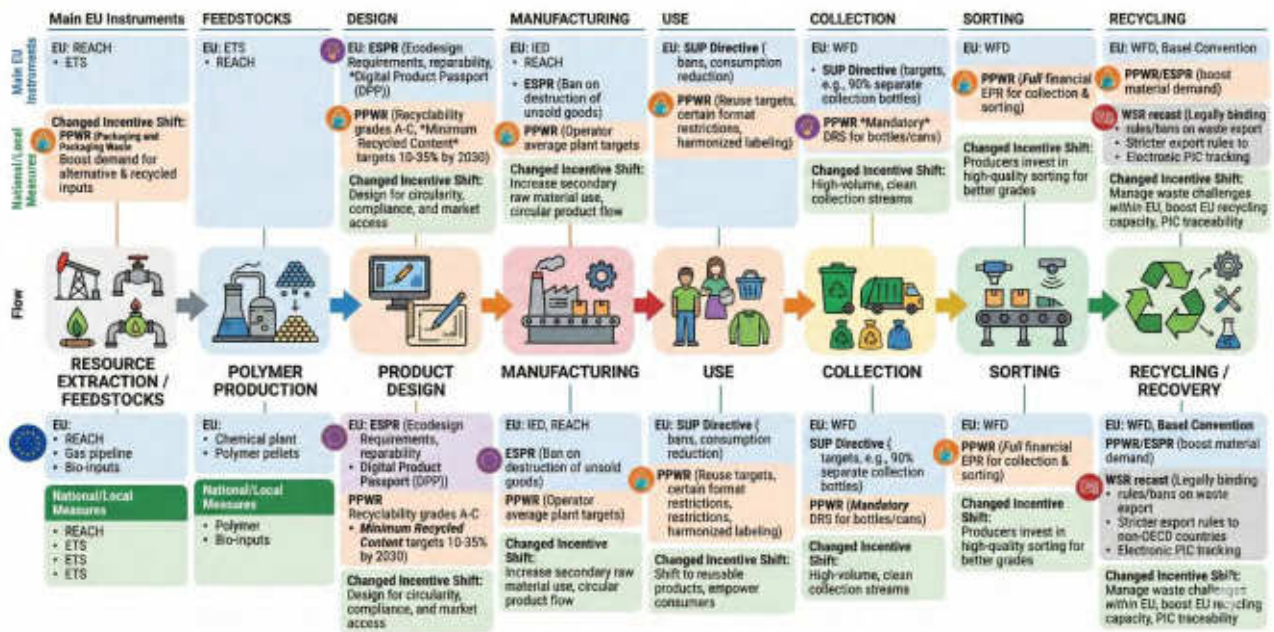 Main EU Instruments
EU: REACH
• ETS
Changed Incentive Shift:
PPWR (Packaging and
Packaging Waste
Boost demand for
alternative & recycled
inputs
FEEDSTOCKS
EU: ETS
• REACH
DESIGN
EU: ESPR (Ecodesign
Requirements, reparability,
*Digital Product Passport
(DPP))
PPWR (Recyclability
grades A-C, *Minimum
Recycled Content*
targets 10-35% by 2030)
Changed Incentive Shift:
Design for circularity,
compliance, and market
access
MANUFACTURING
EU: IED
• REACH
• ESPR (Ban on
destruction of
unsold goods)
PPWR (Operator
average plant targets)
Changed Incentive Shift:
Increase secondary
raw material use,
circular product flow
USE
EU: SUP Directive (
bans, consumption
reduction)
PPWR (Reuse targets,
certain format
restrictions,
harmonized labeling)
COLLECTION
EU: WFD
• SUP Directive (targets,
e.g., 90% separate
collection bottles)
PPWR *Mandatory*
DRS for bottles/cans)
Changed Incentive Shift:
High-volume, clean
collection streams
SORTING
EU: WFD
PPWR (Full financial
EPR for collection &
sorting)
Changed Incentive Shift:
Producers invest in
high-quality sorting for
better grades
RECYCLING
EU: WFD, Basel Convention
PPWR/ESPR (boost
material demand)
WSR recast (Legally binding
• rules/bans on waste export
• Stricter export rules to
• Electronic PIC tracking
Changed Incentive Shift:
Manage waste challenges
within EU, boost EU recycling
capacity, PIC traceability
Main EU
Instruments
National/Local
Measures
Flow
RESOURCE
EXTRACTION /
FEEDSTOCKS
EU:
• REACH
• Gas pipeline
• Bio-inputs
National/Local
Measures
• REACH
• ETS
• ETS
• ETS
POLYMER
PRODUCTION
EU:
• Chemical plant
• Polymer pellets
National/Local
Measures
• Polymer
• Bio-inputs
PRODUCT
DESIGN
EU: ESPR (Ecodesign
Requirements,
reparability
• Digital Product
Passport (DPP))
PPWR
Recyclability grades A-C
• Minimum Recycled
Content targets 10-35%
by 2030)
Changed Incentive Shift:
Design for circularity,
compliance, and market
access
MANUFACTURING
EU: IED, REACH
ESPR (Ban on
destruction of unsold
goods)
PPWR (Operator
average plant targets)
Changed Incentive
Shift:
Increase secondary raw
material use, circular
product flow
USE
EU: SUP Directive (
bans, consumption
reduction)
PPWR (Reuse targets,
certain format
restrictions,
restrictions,
harmonized labeling)
Changed Incentive
Shift:
Shift to reusable
products, empower
consumers
COLLECTION
EU: WFD
SUP Directive (
targets, e.g., 90%
separate collection
bottles)
PPWR (Mandatory
DRS for bottles/cans)
Changed Incentive
Shift:
High-volume, clean
collection streams
SORTING
EU: WFD
PPWR (Full financial
EPR for collection &
sorting)
Changed Incentive
Shift:
Producers invest in
high-quality sorting for
better grades
RECYCLING /
RECOVERY
EU: WFD, Basel Convention
PPWR/ESPR (boost material
demand)
WSR recast (Legally binding
• rules/bans on waste
export
• Stricter export rules to
non-OECD countries
• Electronic PIC tracking
Changed Incentive Shift:
Manage waste challenges
within EU, boost EU recycling
capacity, PIC traceability